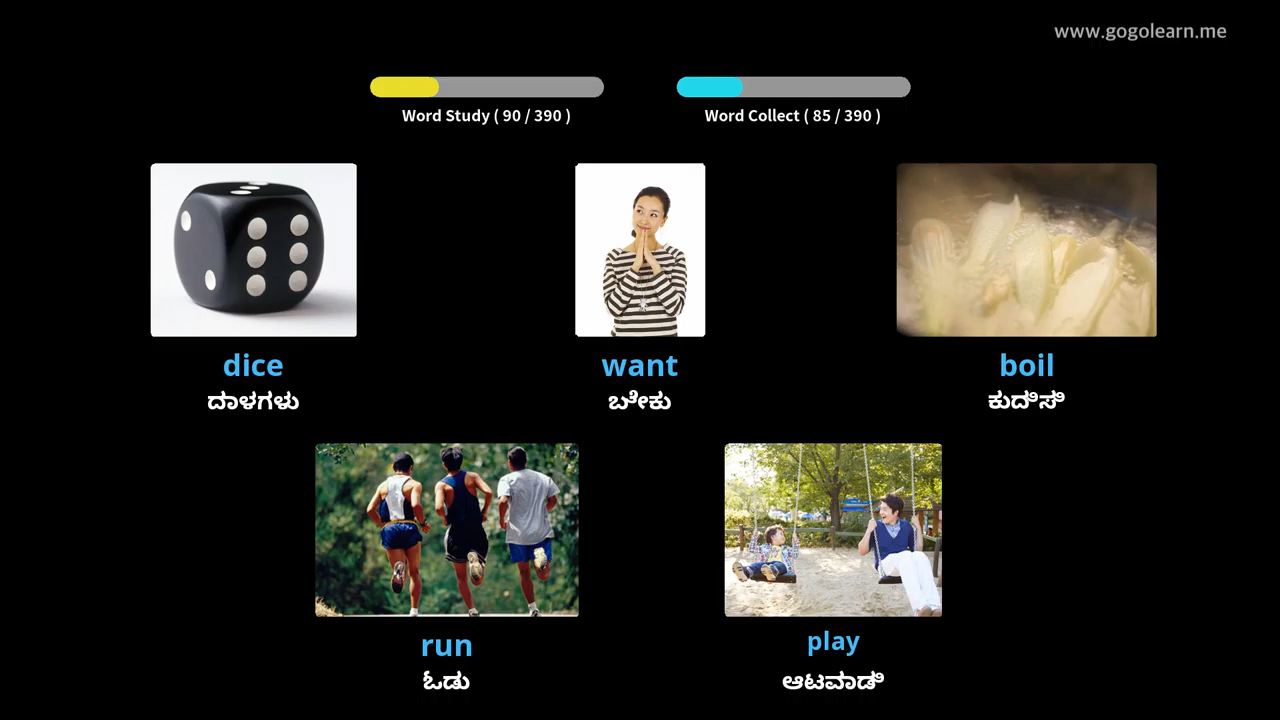 www.gogolearn.me
Word Study ( 90 / 390 )
Word Collect ( 85 / 390 )
dice
ದಾಳಗಳು
want
ಬೇಕು
boil
ಕುದಿಸಿ
run
ಓಡು
play
ಆಟವಾಡಿ